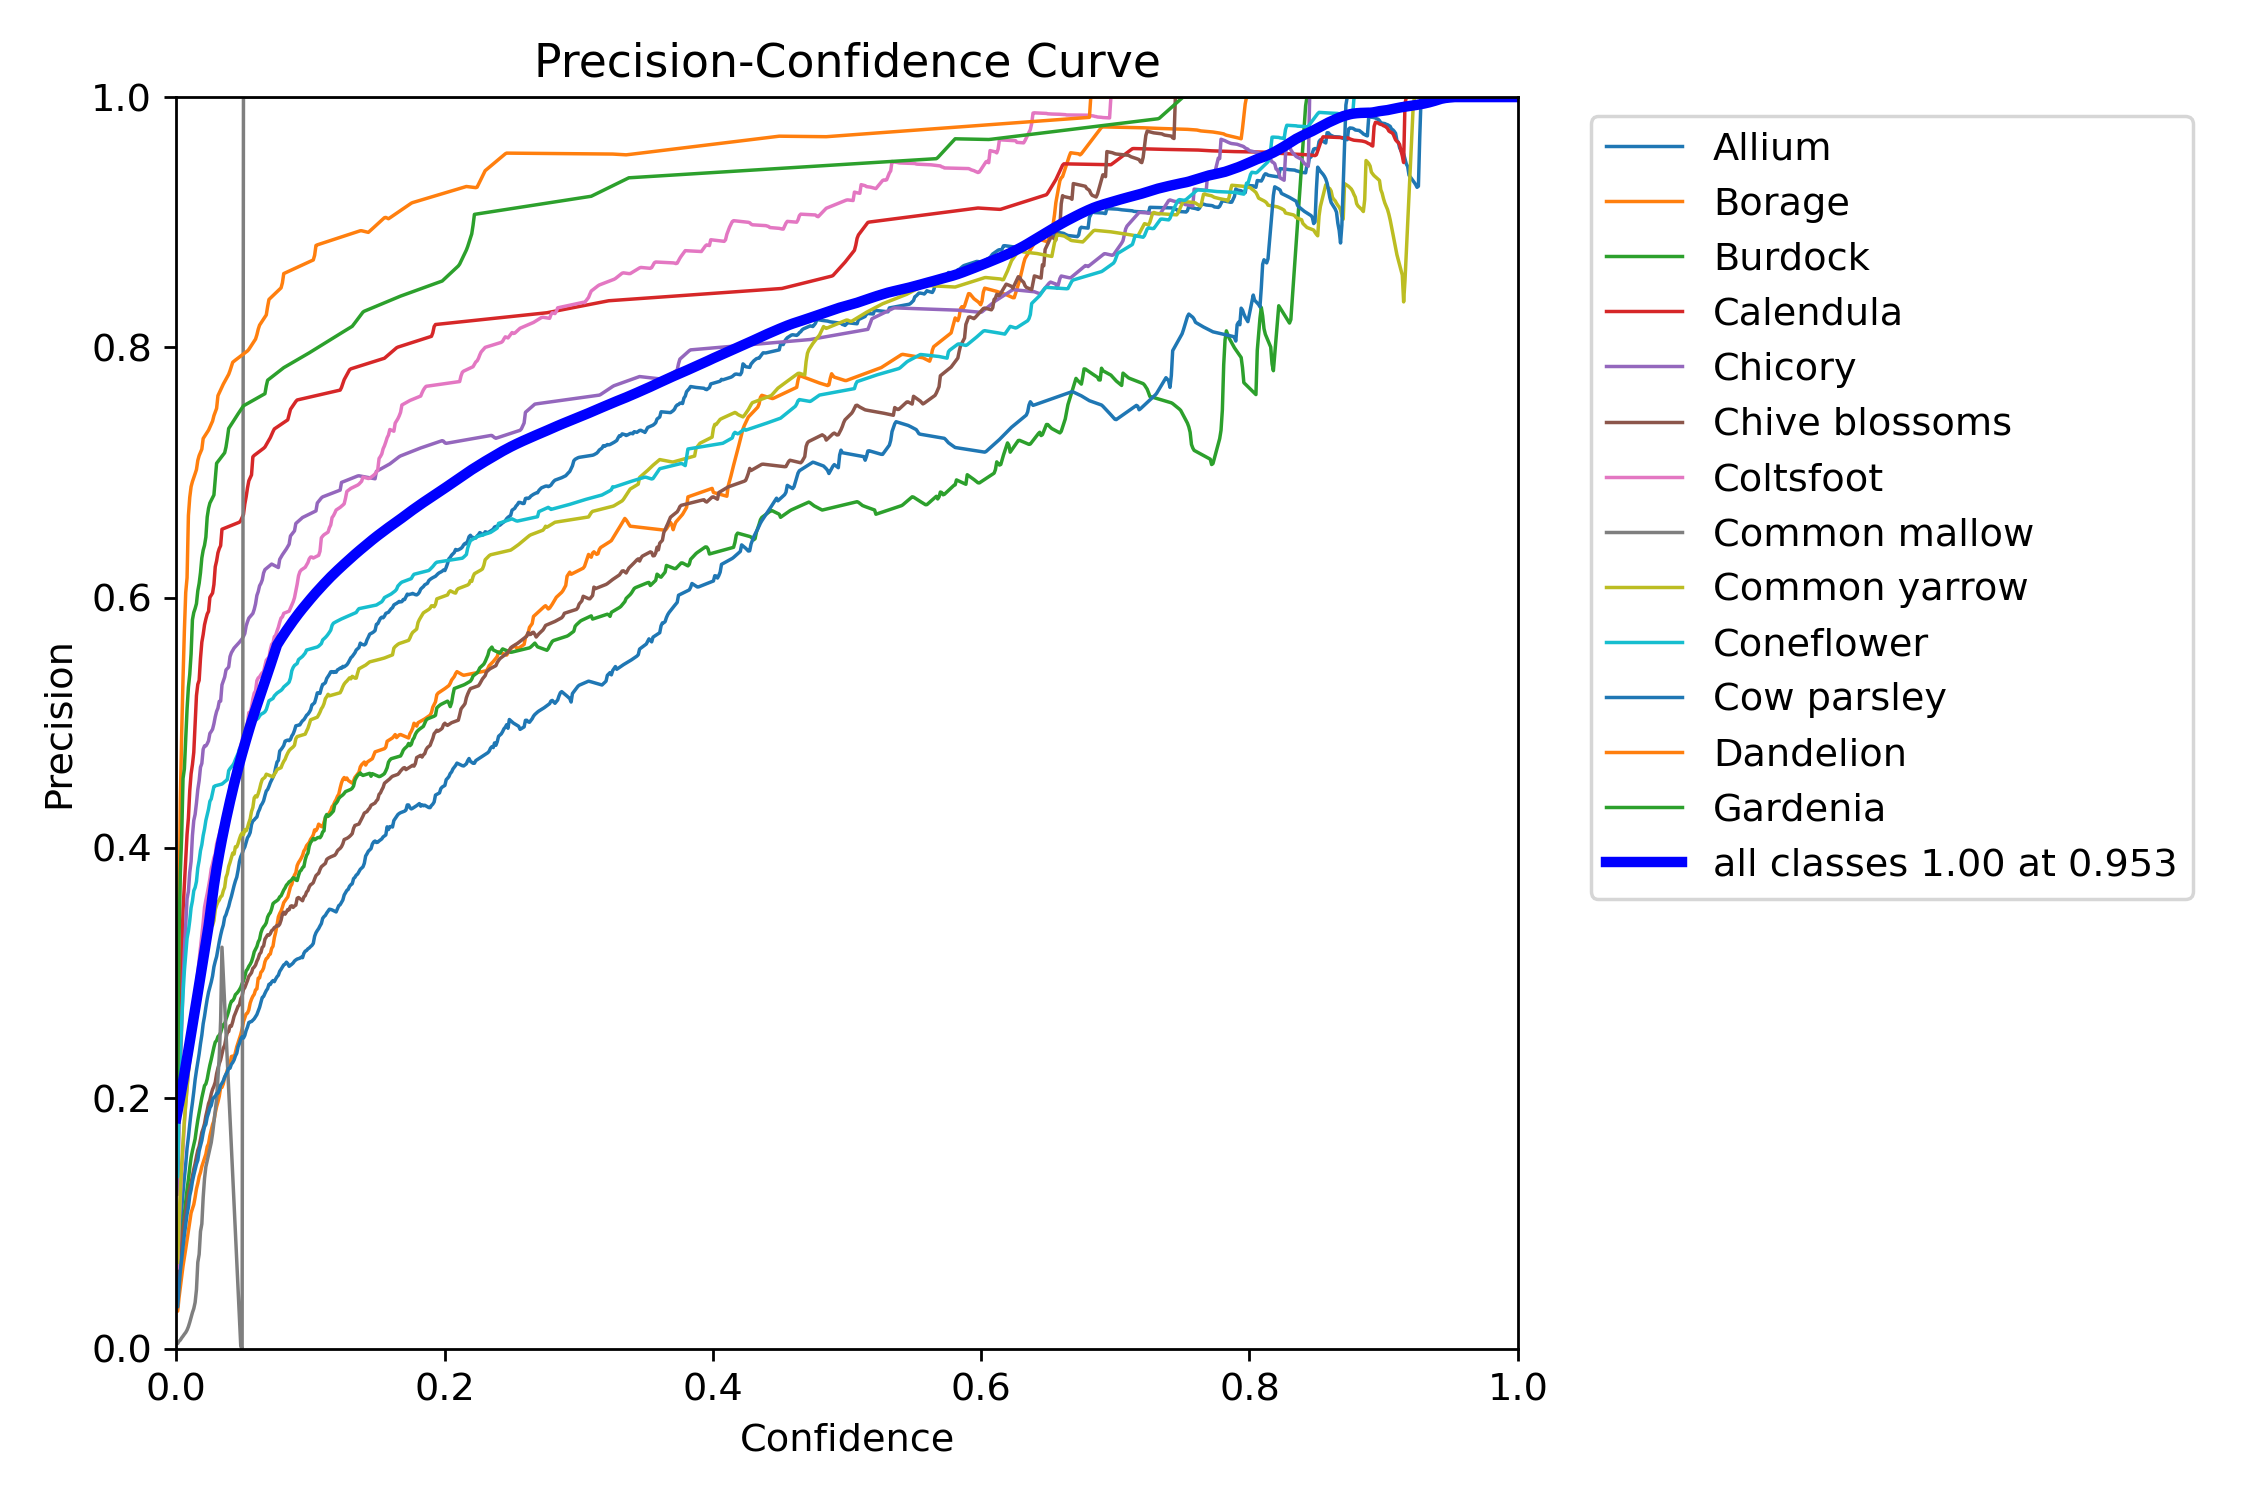 Precision-Confidence Curve
1.0
0.8
0.6
0.4
0.2
0.0
Precision
0.0 0.2 0.4 0.6 0.8 1.0
Confidence
Allium
Borage
Burdock
Calendula
Chicory
Chive blossoms
Coltsfoot
Common mallow
Common yarrow
Coneflower
Cow parsley
Dandelion
Gardenia
all classes 1.00 at 0.953